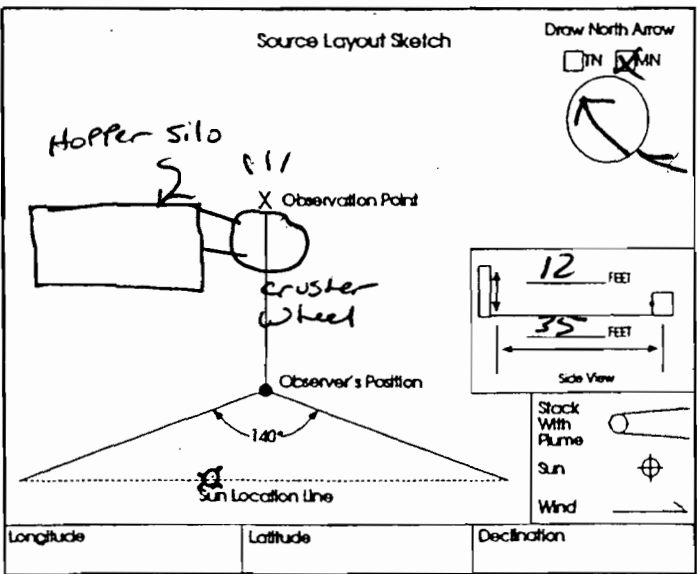 Source Layout Sketch
Draw North Arrow
TN X MN
Hopper Silo
X Observation Point
crusher
wheel
12 FEET
35 FEET
Side View
Observer's Position
140°
Sun Location Line
Stack
With
Plume
Sun
Wind
Longitude
Latitude
Declination